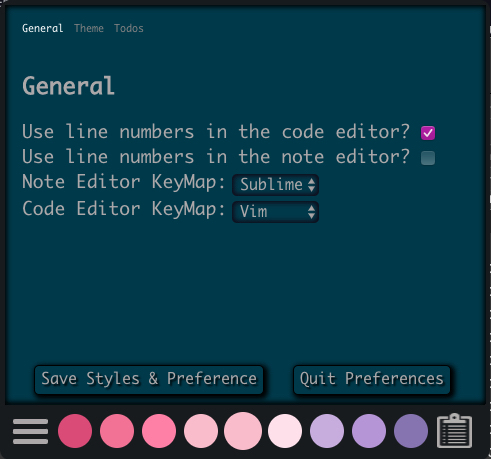 General Theme Todos
General
Use line numbers in the code editor?
Use line numbers in the note editor?
Note Editor KeyMap: Sublime
Code Editor KeyMap: Vim
Save Styles & Preference Quit Preferences